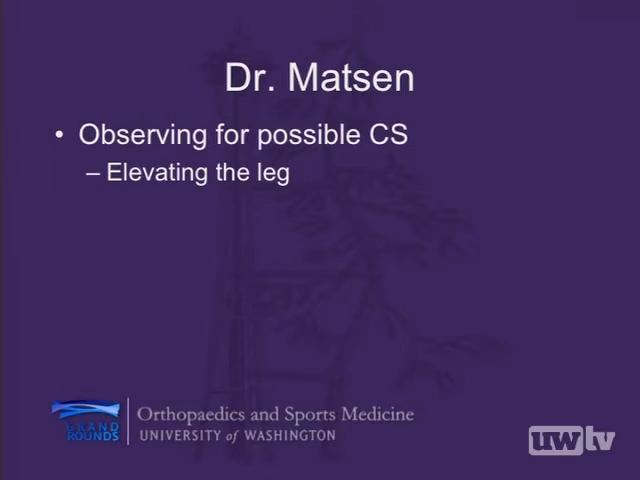 Dr. Matsen
• Observing for possible CS
– Elevating the leg
GRAND
ROUNDS
Orthopaedics and Sports Medicine
UNIVERSITY of WASHINGTON
uwtv